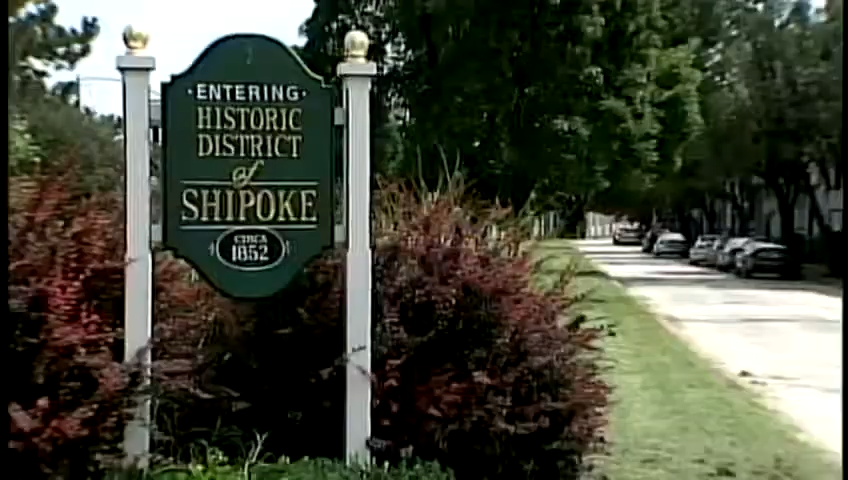 ·ENTERING·
HISTORIC
DISTRICT
of
SHIPOKE
CIRCA
1852